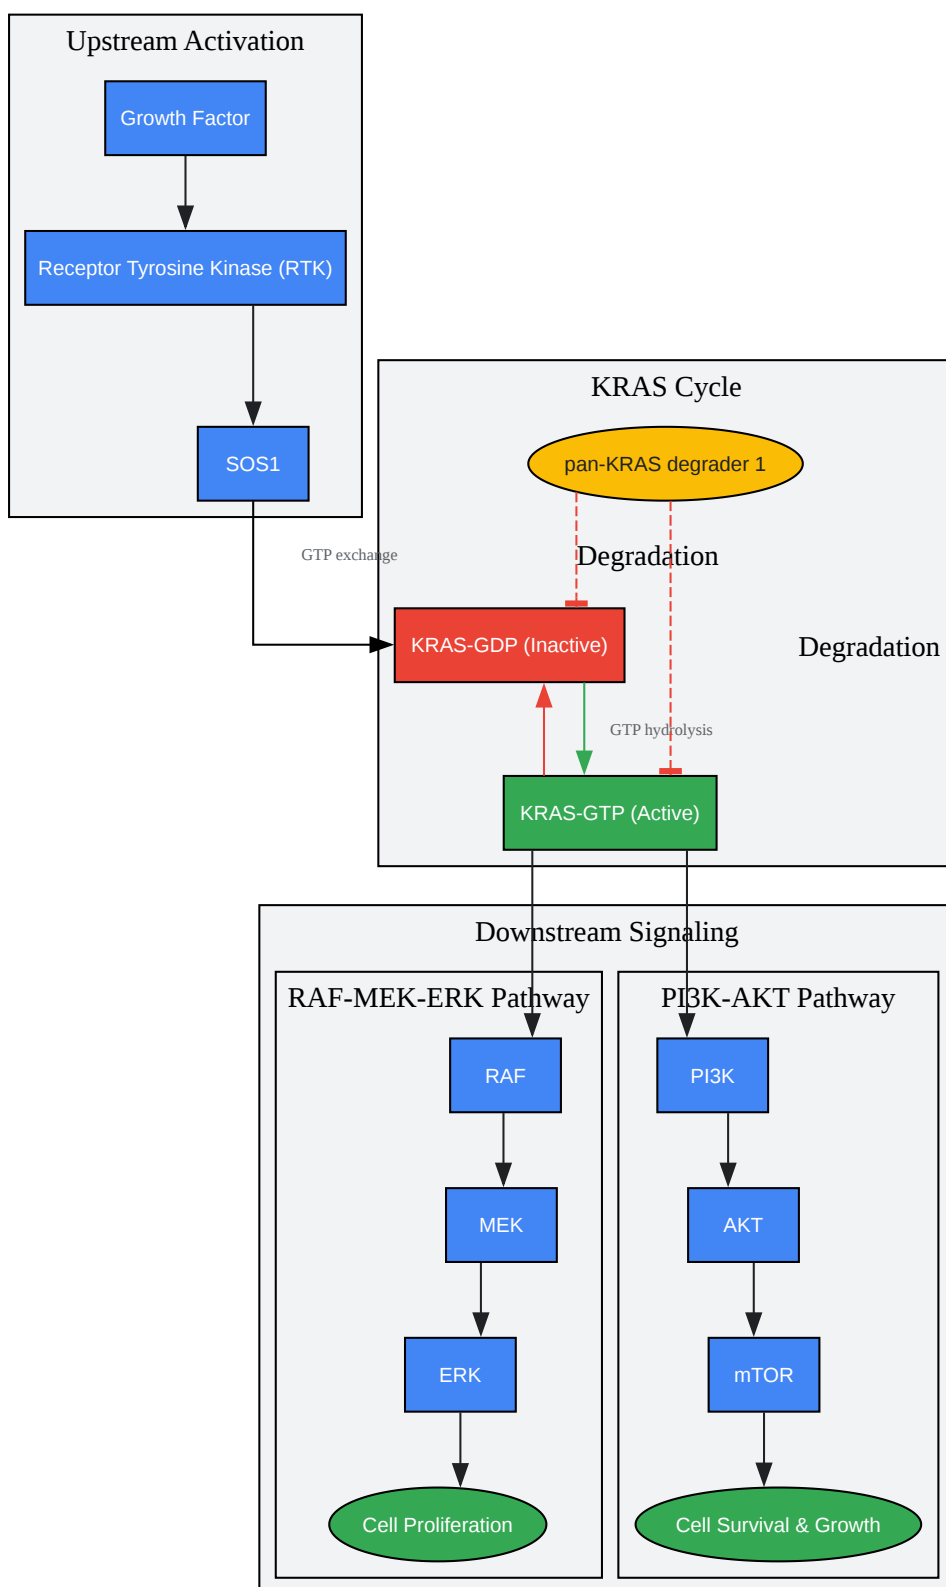 Upstream Activation
Growth Factor
Receptor Tyrosine Kinase (RTK)
SOS1
KRAS Cycle
pan-KRAS degrader 1
GTP exchange
Degradation
KRAS-GDP (Inactive)
Degradation
GTP hydrolysis
KRAS-GTP (Active)
Downstream Signaling
RAF-MEK-ERK Pathway
PI3K-AKT Pathway
RAF
PI3K
MEK
AKT
ERK
mTOR
Cell Proliferation
Cell Survival & Growth